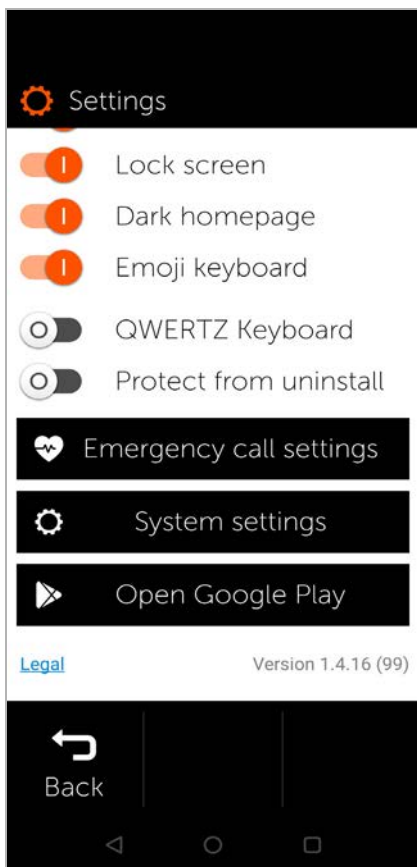 Settings
Lock screen
Dark homepage
Emoji keyboard
QWERTZ Keyboard
Protect from uninstall
Emergency call settings
System settings
Open Google Play
Legal Version 1.4.16 (99)
Back